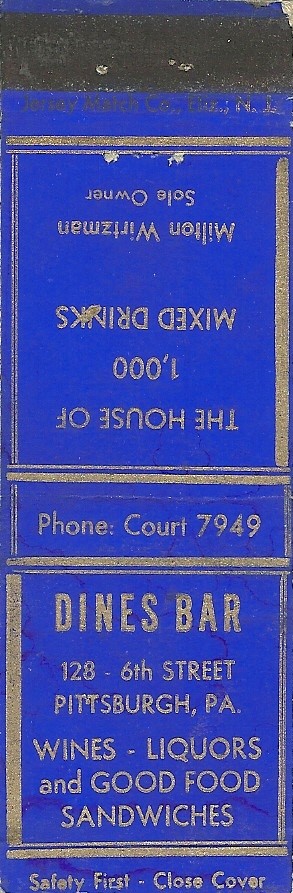 Jersey Match Co., Eliz., N. J.
THE HOUSE OF
1,000
MIXED DRINKS
Milton Wirtzman
Sole Owner
Phone: Court 7949
DINES BAR
128 - 6th STREET
PITTSBURGH, PA.
WINES - LIQUORS
and GOOD FOOD
SANDWICHES
Safety First - Close Cover